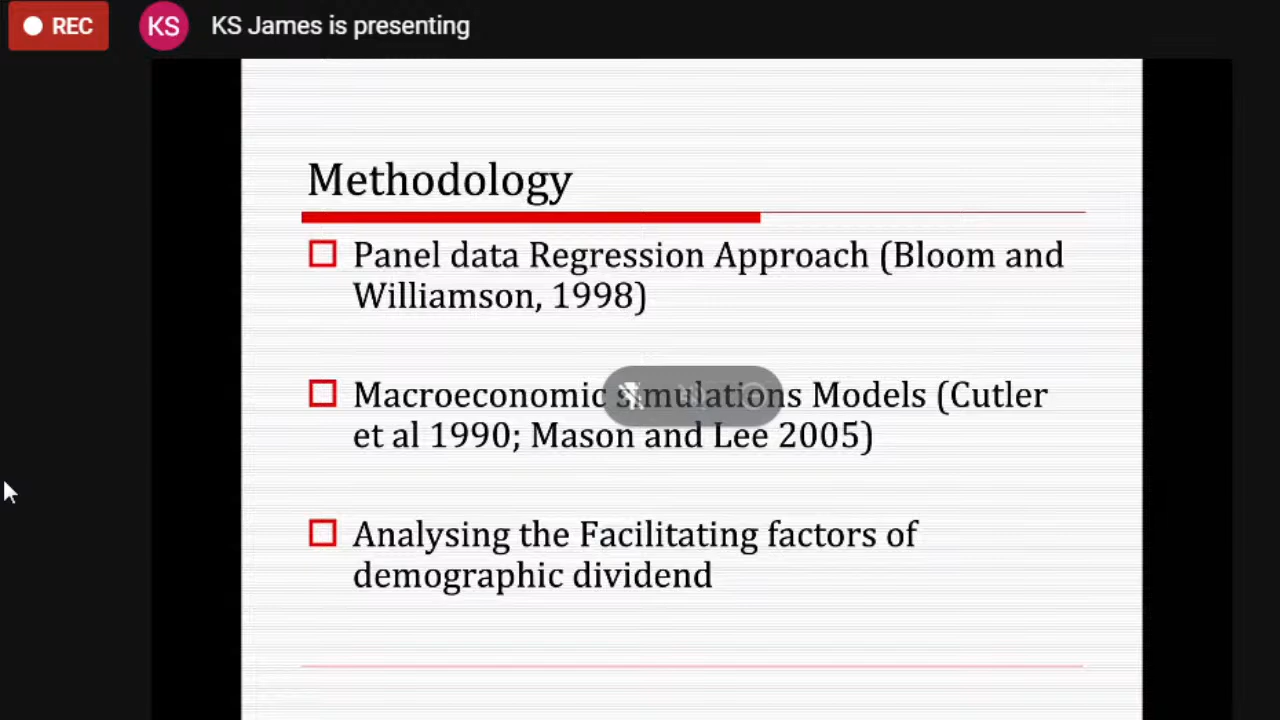 REC
KS
KS James is presenting
Methodology
Panel data Regression Approach (Bloom and
Williamson, 1998)
Macroeconomic simulations Models (Cutler
et al 1990; Mason and Lee 2005)
Analysing the Facilitating factors of
demographic dividend